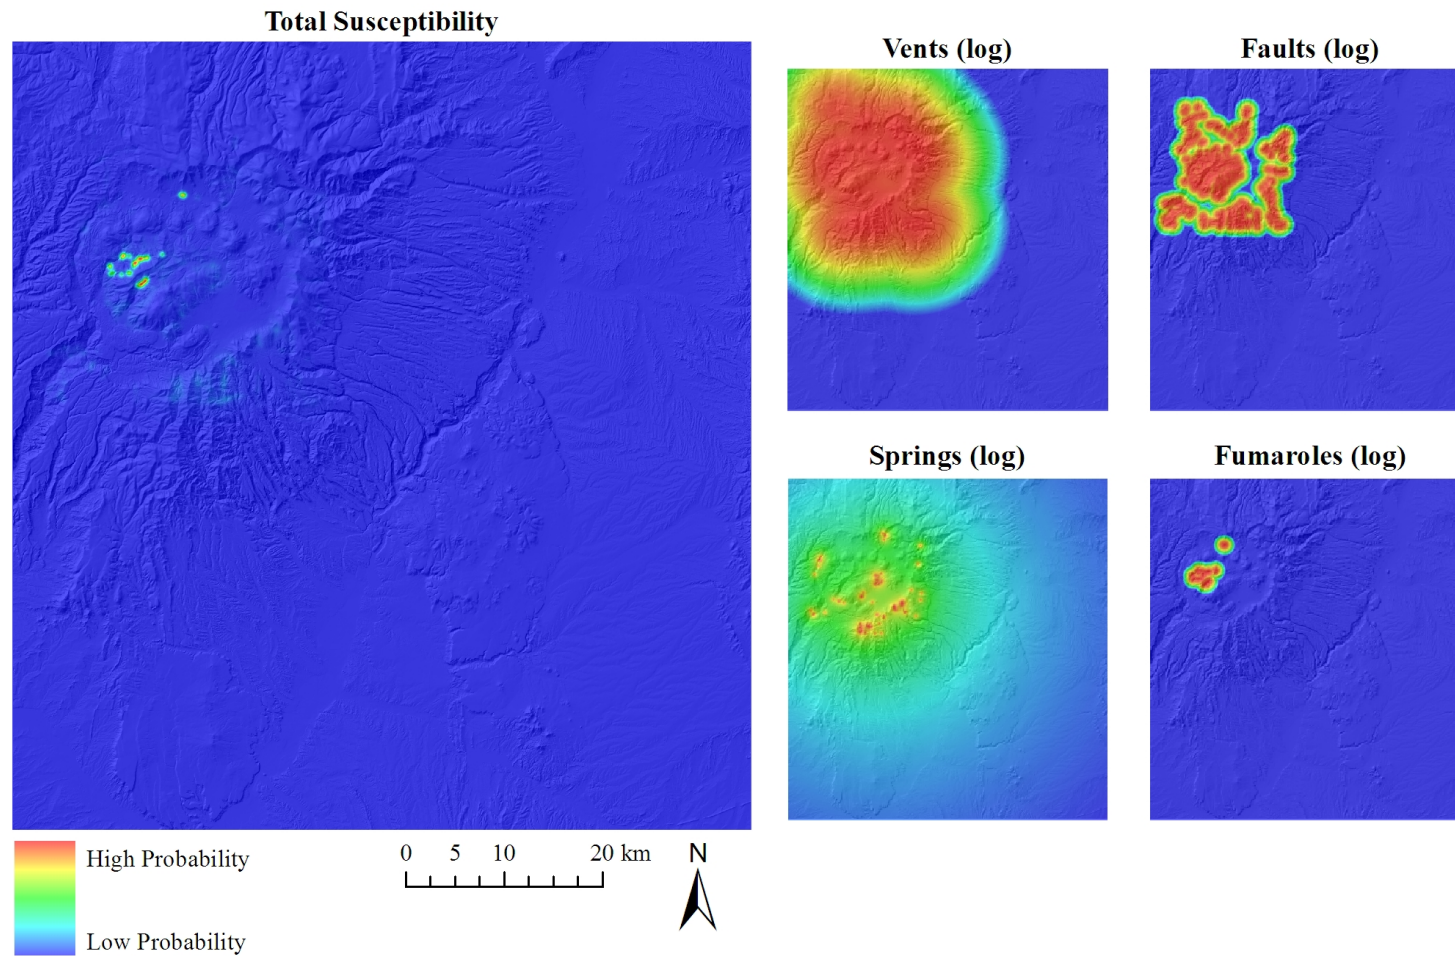 Total Susceptibility
Vents (log)
Faults (log)
Springs (log)
Fumaroles (log)
High Probability
Low Probability
0 5 10 20 km
N